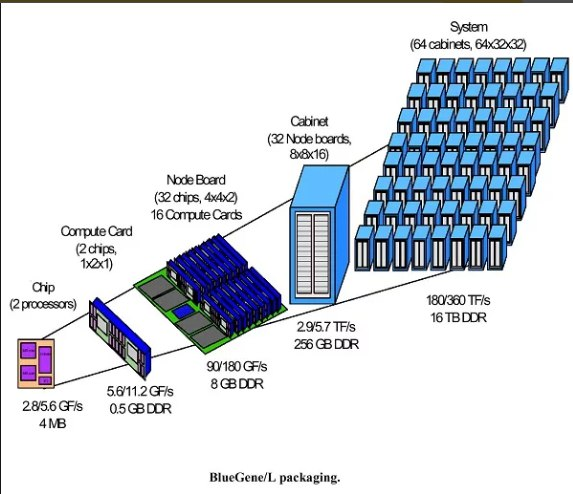 System
(64 cabinets, 64x32x32)
Cabinet
(32 Node boards,
8x8x16)
Node Board
(32 chips, 4x4x2)
16 Compute Cards
Compute Card
(2 chips,
1x2x1)
Chip
(2 processors)
180/360 TF/s
16 TB DDR
2.9/5.7 TF/s
256 GB DDR
90/180 GF/s
8 GB DDR
5.6/11.2 GF/s
0.5 GB DDR
2.8/5.6 GF/s
4 MB
BlueGene/L packaging.